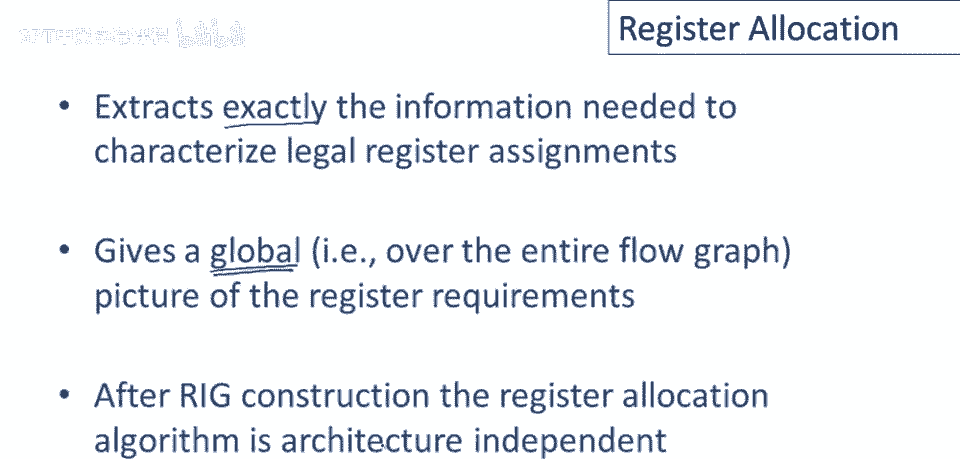 Register Allocation
• Extracts exactly the information needed to
characterize legal register assignments
• Gives a global (i.e., over the entire flow graph)
picture of the register requirements
• After RIG construction the register allocation
algorithm is architecture independent